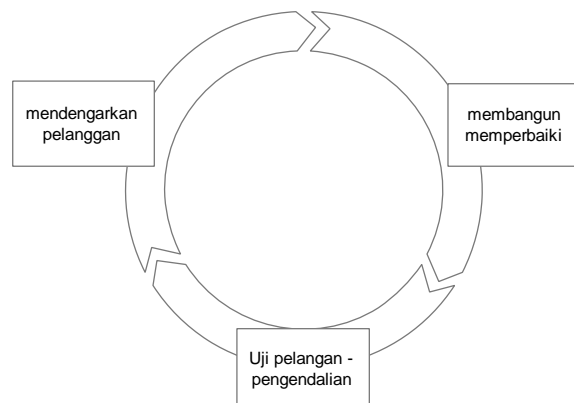 mendengarkan
pelanggan
membangun
memperbaiki
Uji pelangan -
pengendalian